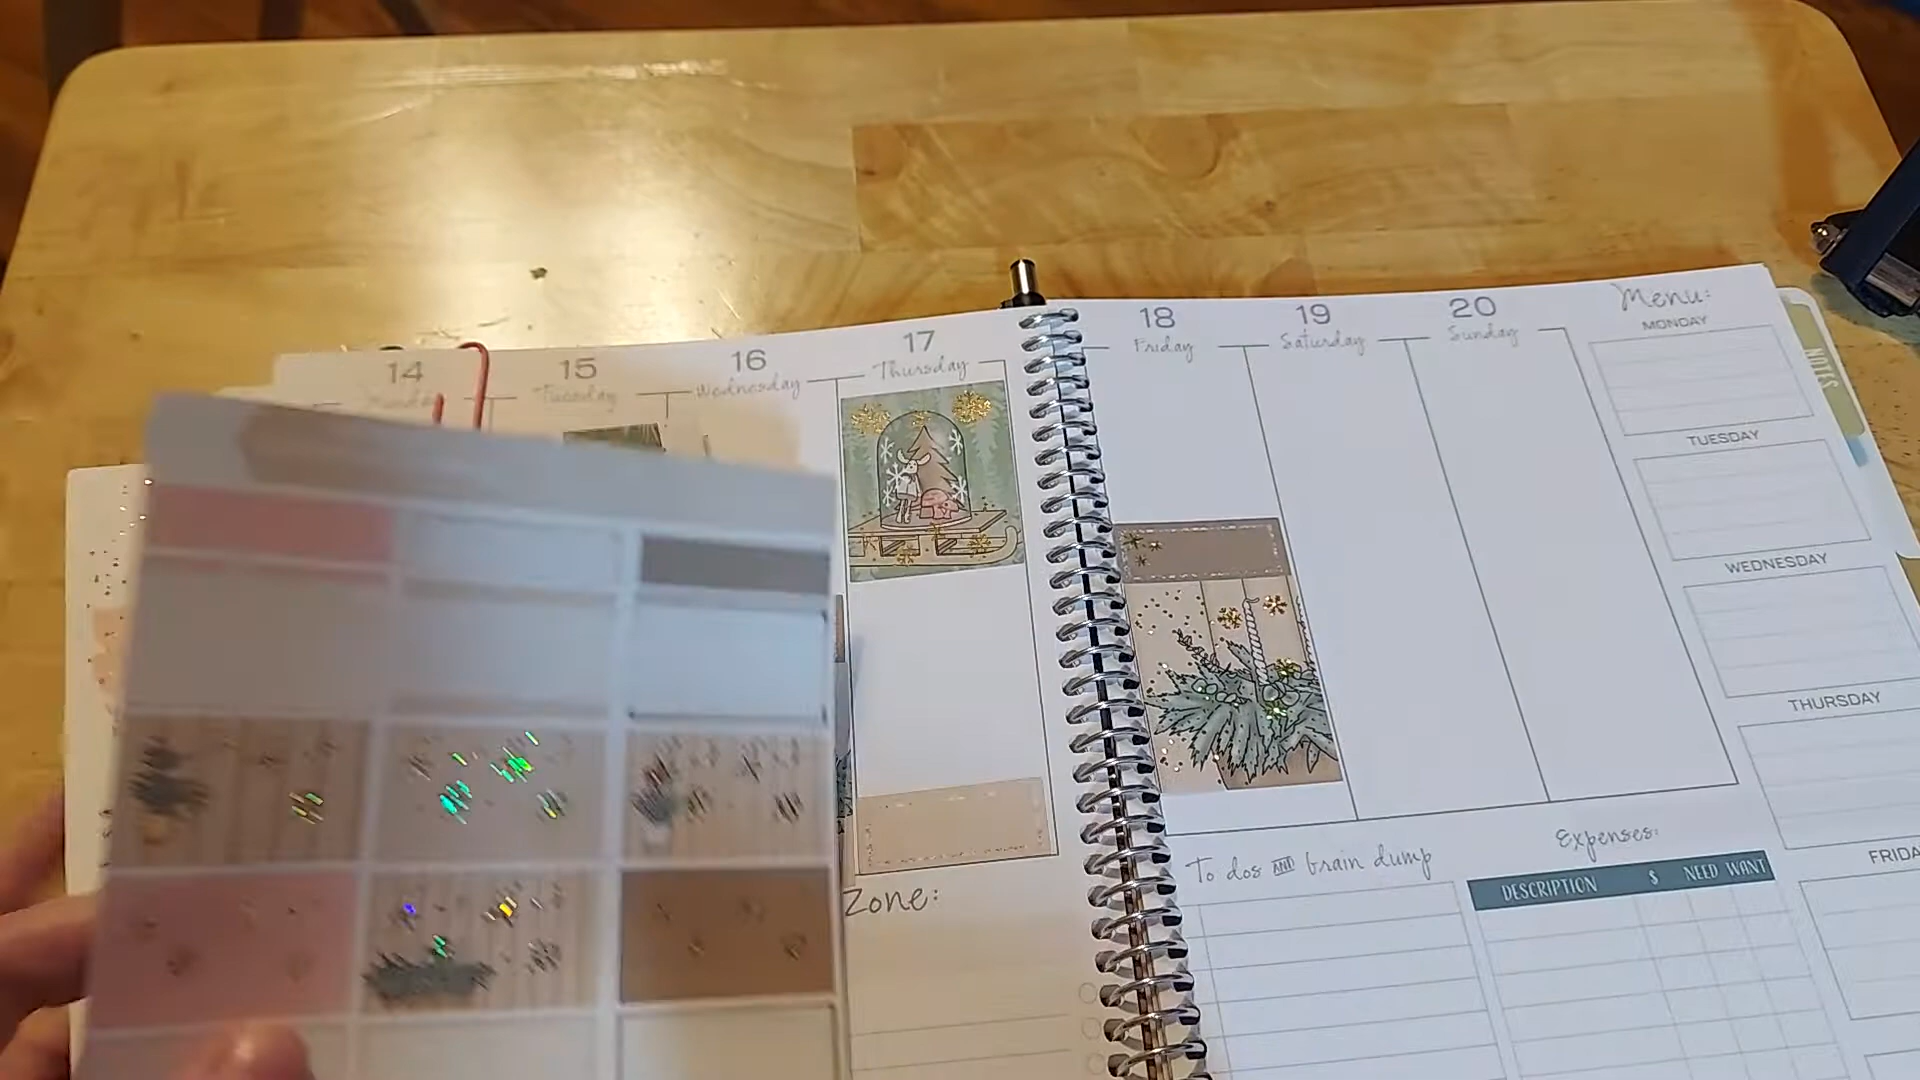 14
15
16
17
18
19
20
Tuesday
Wednesday
Thursday
Friday
Saturday
Sunday
Menu:
MONDAY
TUESDAY
WEDNESDAY
THURSDAY
NOTES
Zone:
To dos AND brain dump
Expenses:
DESCRIPTION $ NEED WANT